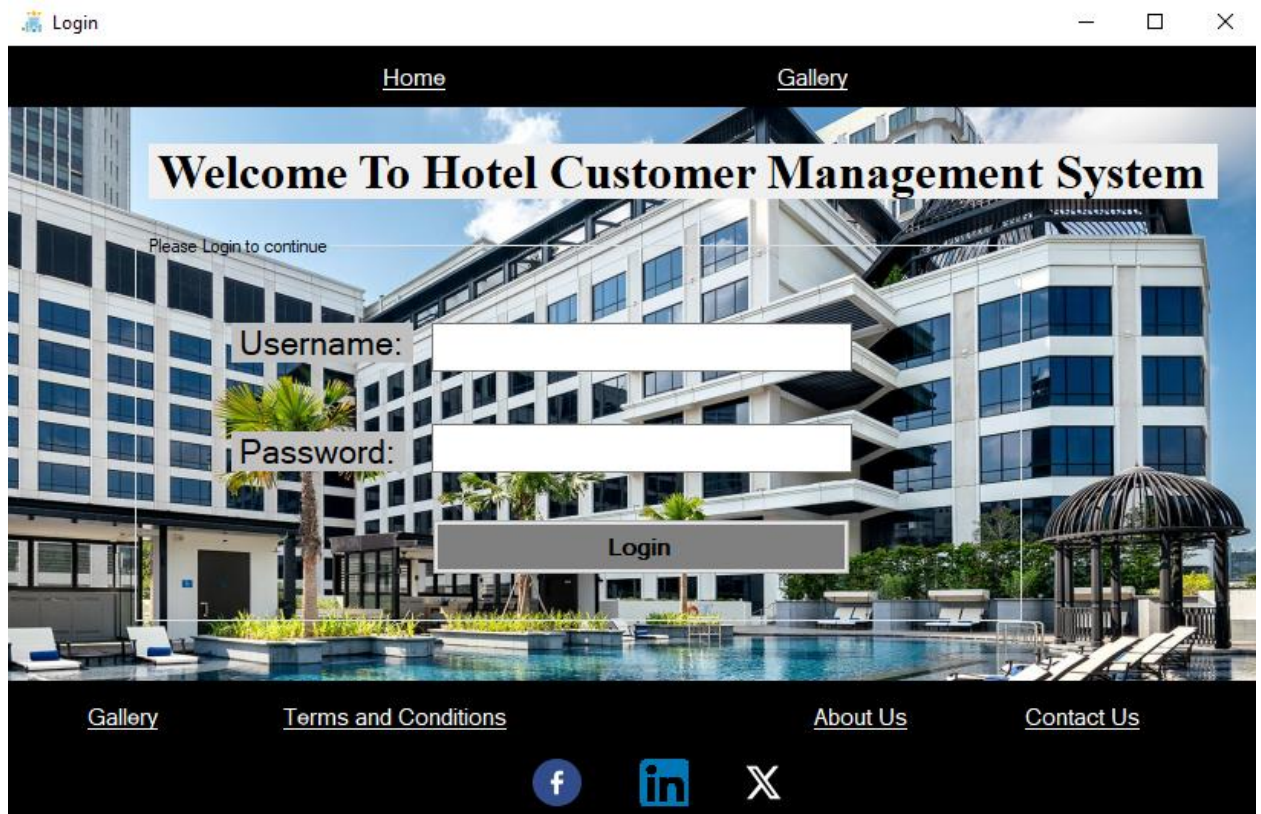 Login
Home Gallery
Welcome To Hotel Customer Management System
Please Login to continue
Username:
Password:
Login
Gallery Terms and Conditions About Us Contact Us
f in X